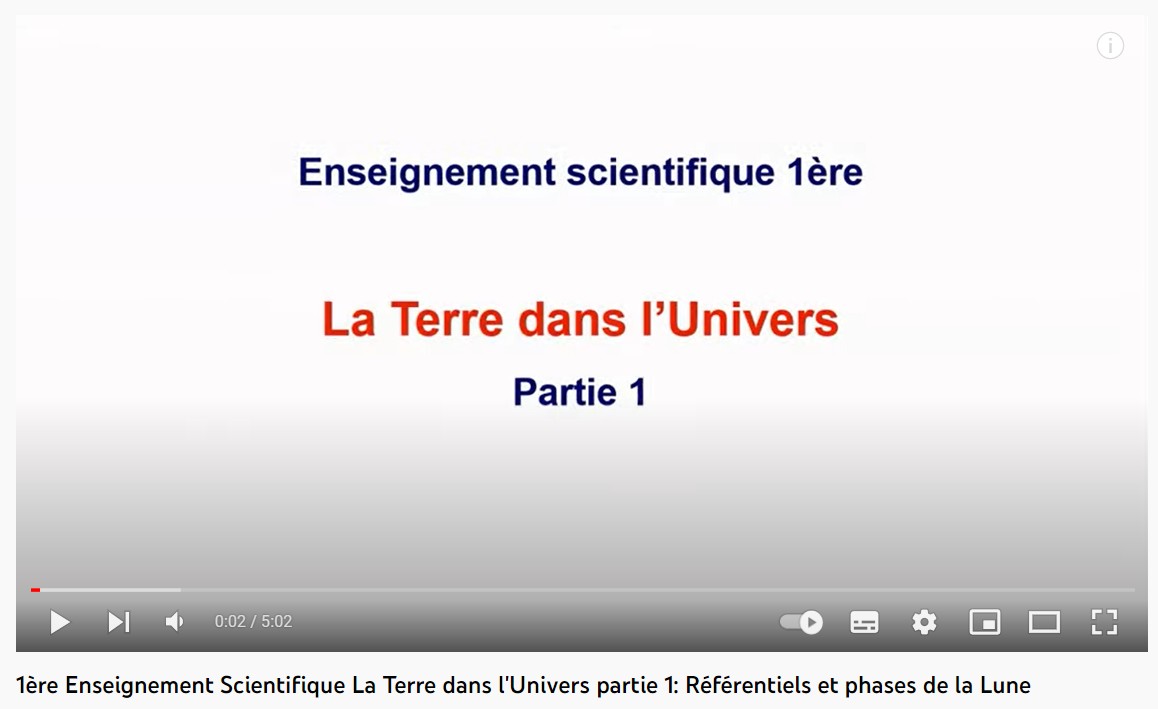 Enseignement scientifique 1ère
La Terre dans l’Univers
Partie 1
0:02 / 5:02
1ère Enseignement Scientifique La Terre dans l'Univers partie 1: Référentiels et phases de la Lune